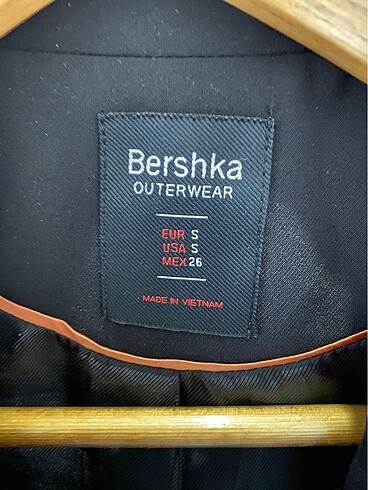 Bershka
OUTERWEAR
EUR S
USA S
MEX 26
MADE IN VIETNAM